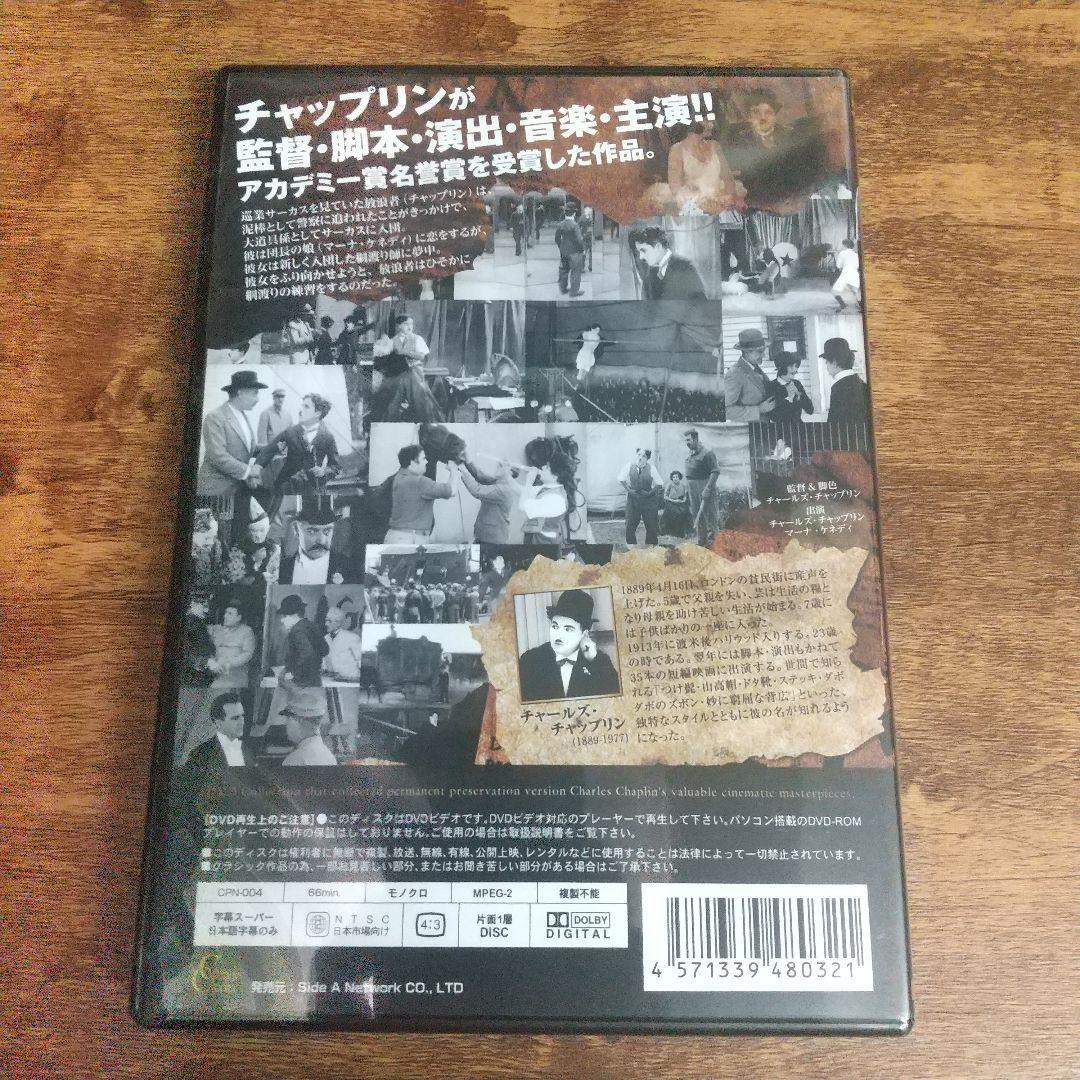 チャップリンが
監督・脚本・演出・音楽・主演!!
アカデミー賞名誉賞を受賞した作品。
巡業サーカスを見ていた放浪者(チャップリン)は、
泥棒として警察に追われたことがきっかけで、
大道具係としてサーカスに入団。
彼は団長の娘(マーナ・ケネディ)に恋をするが、
彼女は新しく入団した綱渡り師に夢中。
彼女をふり向かせようと、放浪者はひそかに
綱渡りの練習をするのだった。
監督&脚色
チャールズ・チャップリン
出演
チャールズ・チャップリン
マーナ・ケネディ
1889年4月16日、ロンドンの貧民街に産声を
上げた。5歳で父親を失い、芸は生活の糧と
なり母親を助け苦しい生活が始まる。7歳に
は子供ばかりの一座に入った。
1913年に渡米後ハリウッド入りする。23歳
の時である。翌年には脚本・演出もかねて
35本の短編映画に出演する。世間で知ら
れる「つけ髭・山高帽・ドタ靴・ステッキ・ダボ
ダボのズボン・妙に窮屈な背広」といった、
独特なスタイルとともに彼の名が知れるよう
になった。
チャールズ・
チャップリン
(1889-1977)
Collection that collected permanent preservation version Charles Chaplin's valuable cinematic masterpieces.
[DVD再生上のご注意]●このディスクはDVDビデオです。DVDビデオ対応のプレーヤーで再生して下さい。パソコン搭載のDVD-ROM
プレイヤーでの動作の保証はしておりません。ご使用の場合は取扱説明書をご覧下さい。
●このディスクは権利者に無断で複製、放送、無線、有線、公開上映、レンタルなどに使用することは法律によって一切禁止されています。
●クラシック作品の為、一部お見苦しい部分、またはお聞き苦しい部分がある場合はご了承下さい。
CPN-004 66min. モノクロ MPEG-2 複製不能
字幕スーパー
日本語字幕のみ
NTSC
日本市場向け
4:3
片面1層
DISC
DOLBY
DIGITAL
4 571339 480321
発売元:Side A Network CO., LTD